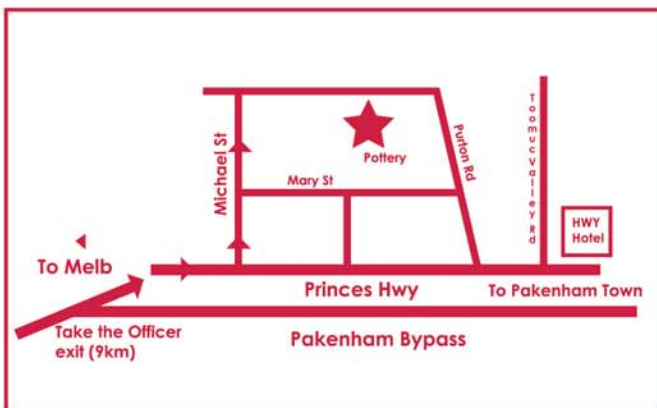 Michael St
Pottery
Purton Rd
Toomuc Valley Rd
Mary St
HWY
Hotel
To Melb
Princes Hwy
To Pakenham Town
Take the Officer
exit (9km)
Pakenham Bypass